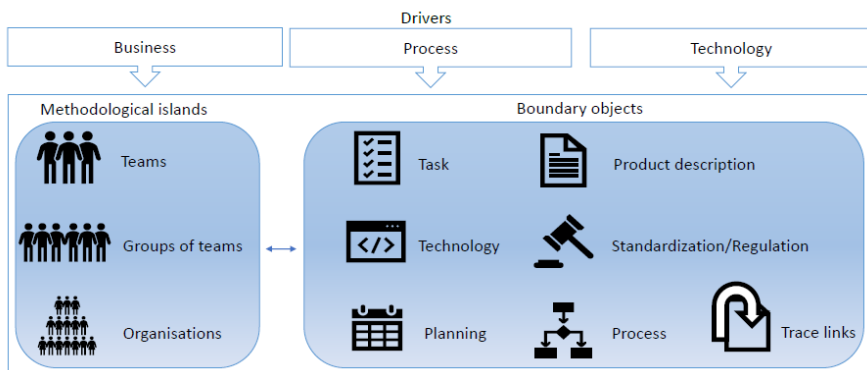 Drivers
Business
Process
Technology
Methodological islands
Boundary objects
Teams
Task
Product description
Groups of teams
</>
Technology
Standardization/Regulation
Organisations
Planning
Process
Trace links